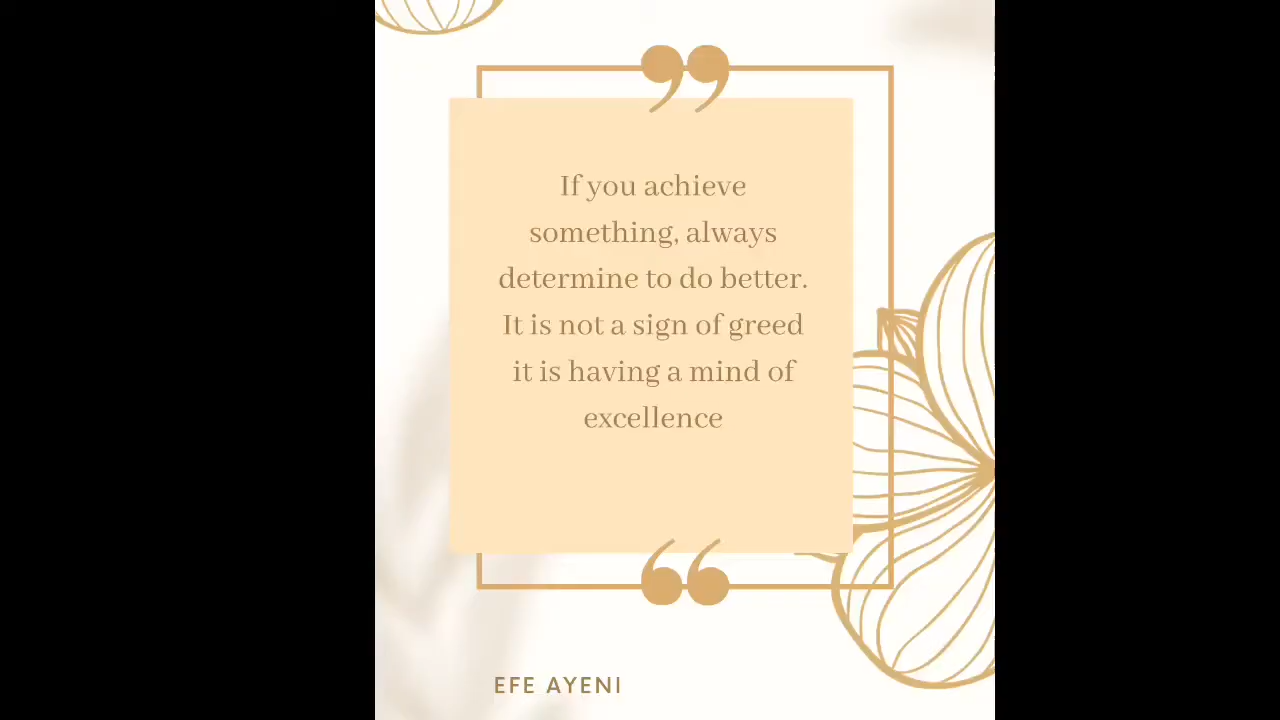 If you achieve
something, always
determine to do better.
It is not a sign of greed
it is having a mind of
excellence
EFE AYENI